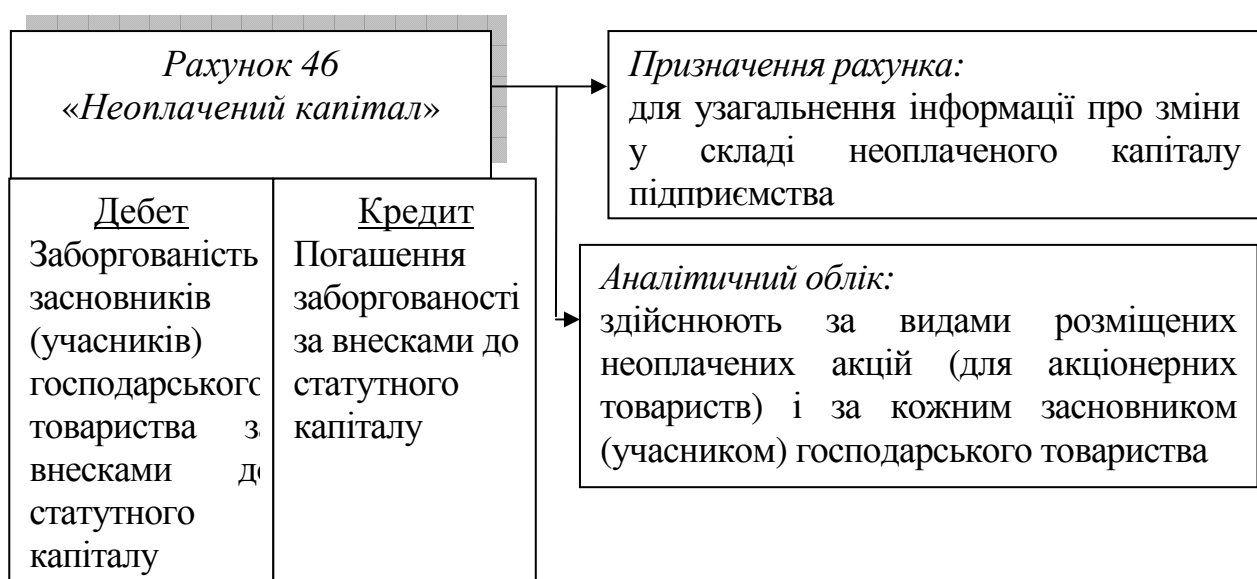 Рахунок 46
«Неоплачений капітал»
Дебет
Заборгованість
засновників
(учасників)
господарського
товариства за
внесками до
статутного
капіталу
Кредит
Погашення
заборгованості
за внесками до
статутного
капіталу
Призначення рахунка:
для узагальнення інформації про зміни
у складі неоплаченого капіталу
підприємства
Аналітичний облік:
здійснюють за видами розміщених
неоплачених акцій (для акціонерних
товариств) і за кожним засновником
(учасником) господарського товариства